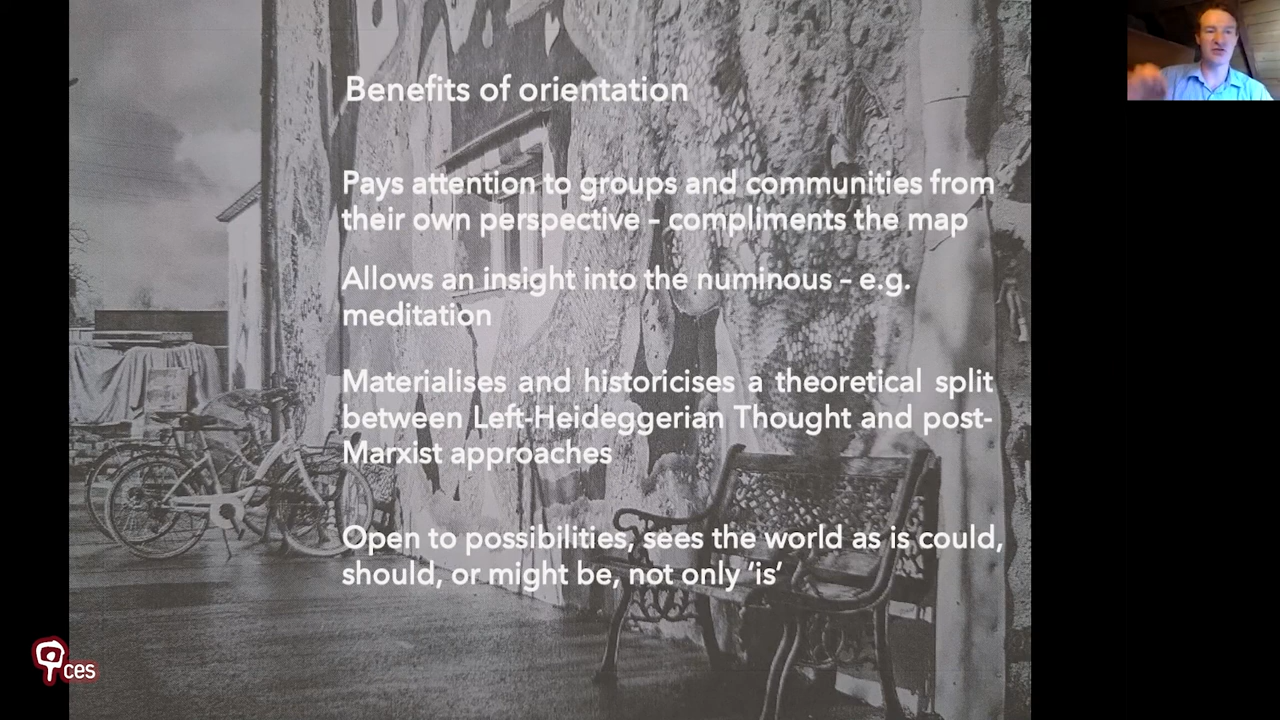 Benefits of orientation
Pays attention to groups and communities from
their own perspective – compliments the map
Allows an insight into the numinous – e.g.
meditation
Materialises and historicises a theoretical split
between Left-Heideggerian Thought and post-
Marxist approaches
Open to possibilities, sees the world as is could,
should, or might be, not only ‘is’
ces